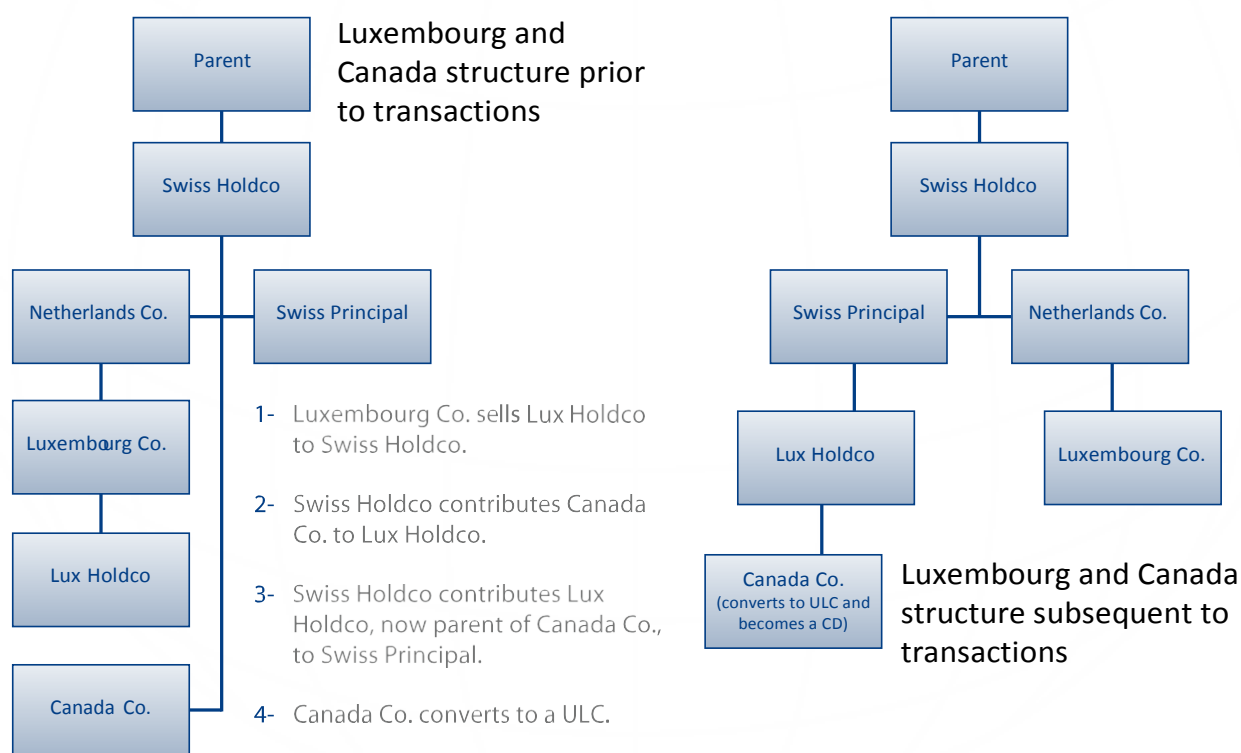 Parent
Luxembourg and
Canada structure prior
to transactions
Swiss Holdco
Netherlands Co.
Swiss Principal
Luxembourg Co.
Lux Holdco
Canada Co.
1- Luxembourg Co. sells Lux Holdco
to Swiss Holdco.
2- Swiss Holdco contributes Canada
Co. to Lux Holdco.
3- Swiss Holdco contributes Lux
Holdco, now parent of Canada Co.,
to Swiss Principal.
4- Canada Co. converts to a ULC.
Parent
Swiss Holdco
Swiss Principal
Netherlands Co.
Lux Holdco
Luxembourg Co.
Canada Co.
(converts to ULC and
becomes a CD)
Luxembourg and Canada
structure subsequent to
transactions